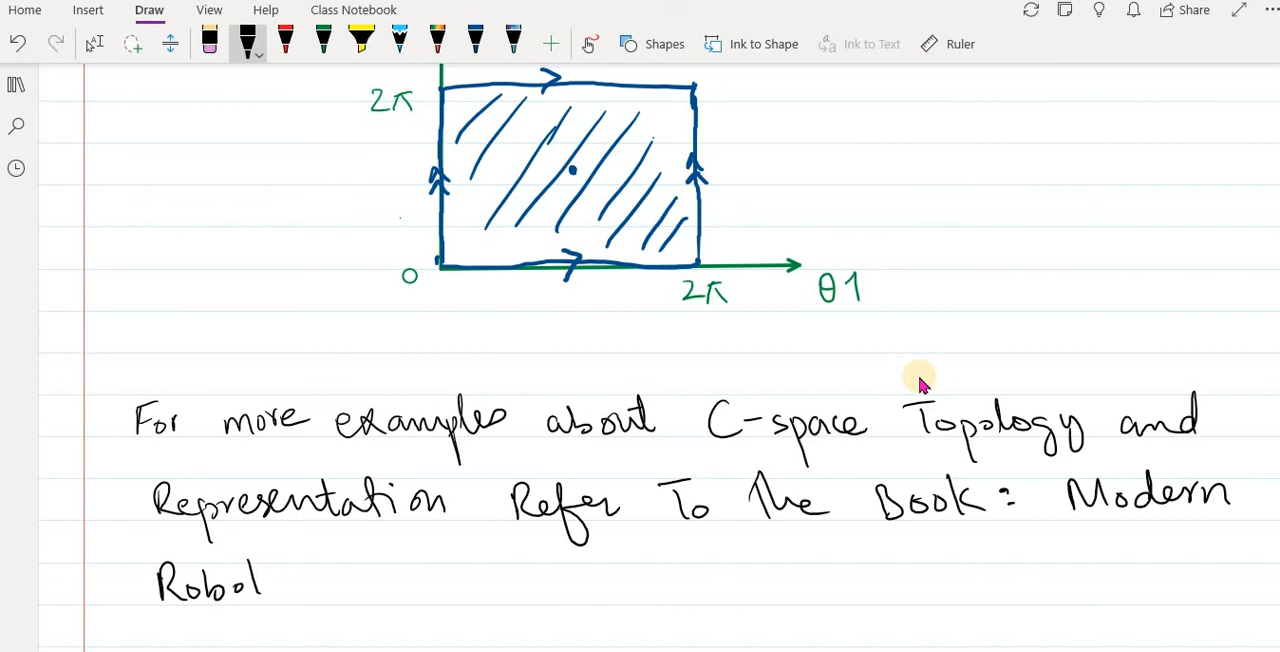 Home Insert Draw View Help Class Notebook Share
Shapes Ink to Shape Ink to Text Ruler
2π
0
2π θ1
For more examples about C-space Topology and
Representation Refer To The Book: Modern
Robot